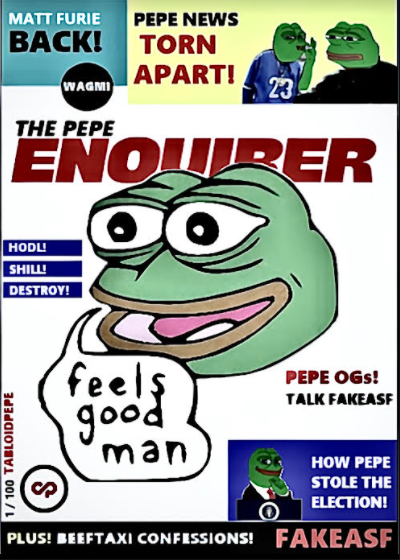 MATT FURIE
BACK!
WAGMI
PEPE NEWS
TORN
APART!
23
THE PEPE
ENQUIRER
HODL!
SHILL!
DESTROY!
feels
good
man
PEPE OGs!
TALK FAKEASF
1 / 100 TABLOIDPEPE
HOW PEPE
STOLE THE
ELECTION!
PLUS! BEEFTAXI CONFESSIONS!
FAKEASF